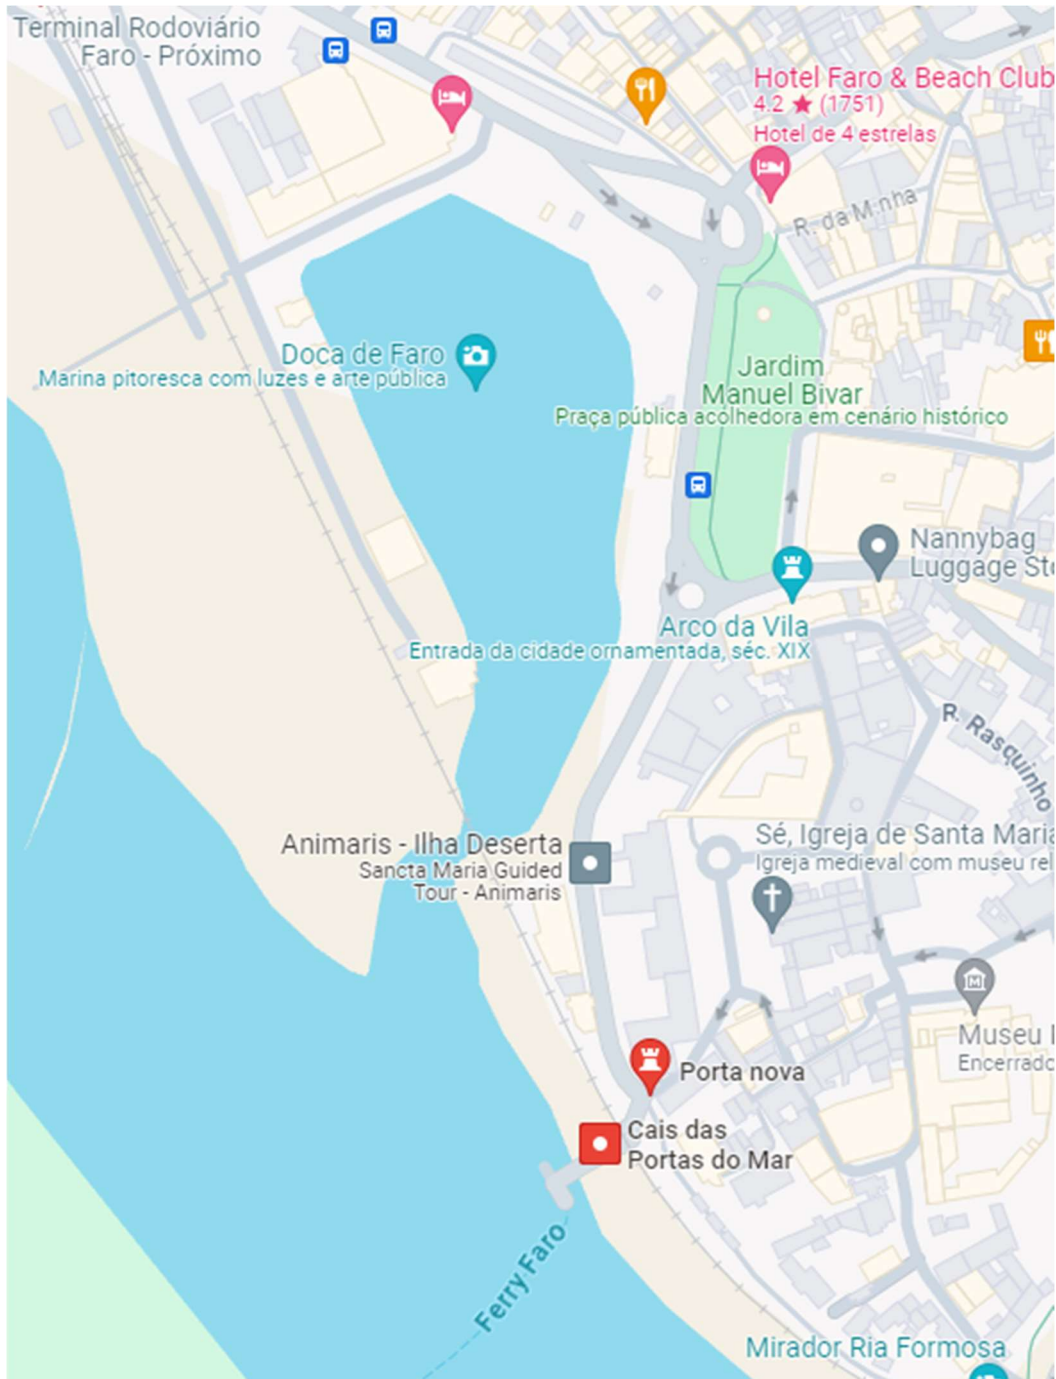 Terminal Rodoviário
Faro - Próximo
Hotel Faro & Beach Club
4.2 ★ (1751)
Hotel de 4 estrelas
R. da Minha
Doca de Faro
Marina pitoresca com luzes e arte pública
Jardim
Manuel Bivar
Praça pública acolhedora em cenário histórico
Nannybag
Luggage Sto
Arco da Vila
Entrada da cidade ornamentada, séc. XIX
R. Rasquinho
Animaris - Ilha Deserta
Sancta Maria Guided
Tour - Animaris
Sé, Igreja de Santa Maria
Igreja medieval com museu rel
M
Museu
Encerrado
Porta nova
Cais das
Portas do Mar
Ferry Faro
Mirador Ria Formosa